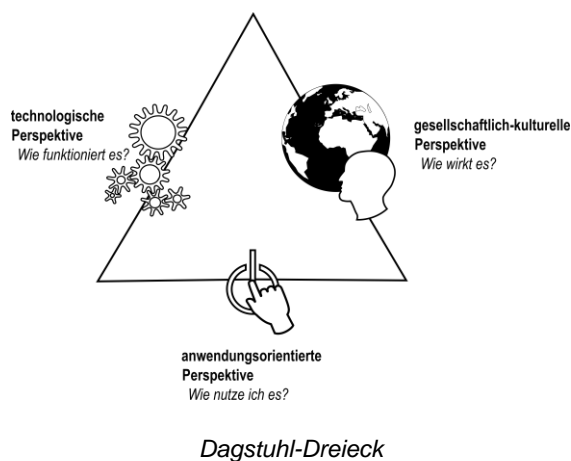 technologische
Perspektive
Wie funktioniert es?
gesellschaftlich-kulturelle
Perspektive
Wie wirkt es?
anwendungsorientierte
Perspektive
Wie nutze ich es?
Dagstuhl-Dreieck